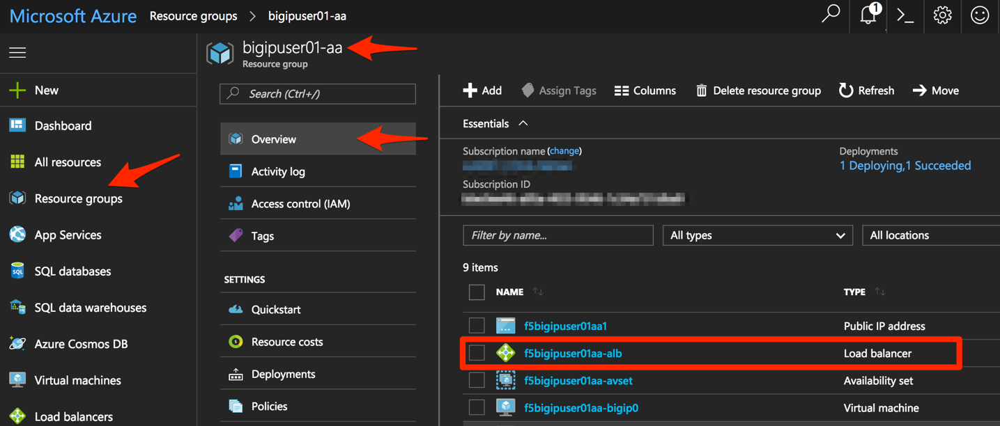 Microsoft Azure Resource groups > bigipuser01-aa
1
bigipuser01-aa
Resource group
Search (Ctrl+/)
New
Dashboard
All resources
Resource groups
App Services
SQL databases
SQL data warehouses
Azure Cosmos DB
Virtual machines
Load balancers
Overview
Activity log
Access control (IAM)
Tags
SETTINGS
Quickstart
Resource costs
Deployments
Policies
Add Assign Tags Columns Delete resource group Refresh Move
Essentials
Subscription name (change)
Subscription ID
Deployments
1 Deploying,1 Succeeded
Filter by name... All types All locations
9 items
NAME TYPE
f5bigipuser01aa1 Public IP address
f5bigipuser01aa-alb Load balancer
f5bigipuser01aa-avset Availability set
f5bigipuser01aa-bigip0 Virtual machine